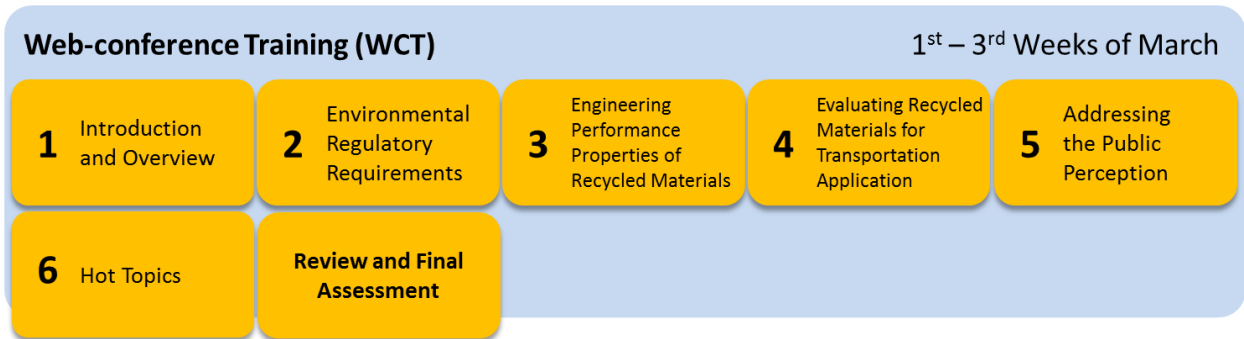 Web-conference Training (WCT)
1st – 3rd Weeks of March
1
Introduction
and Overview
2
Environmental
Regulatory
Requirements
3
Engineering
Performance
Properties of
Recycled Materials
4
Evaluating Recycled
Materials for
Transportation
Application
5
Addressing
the Public
Perception
6
Hot Topics
Review and Final
Assessment